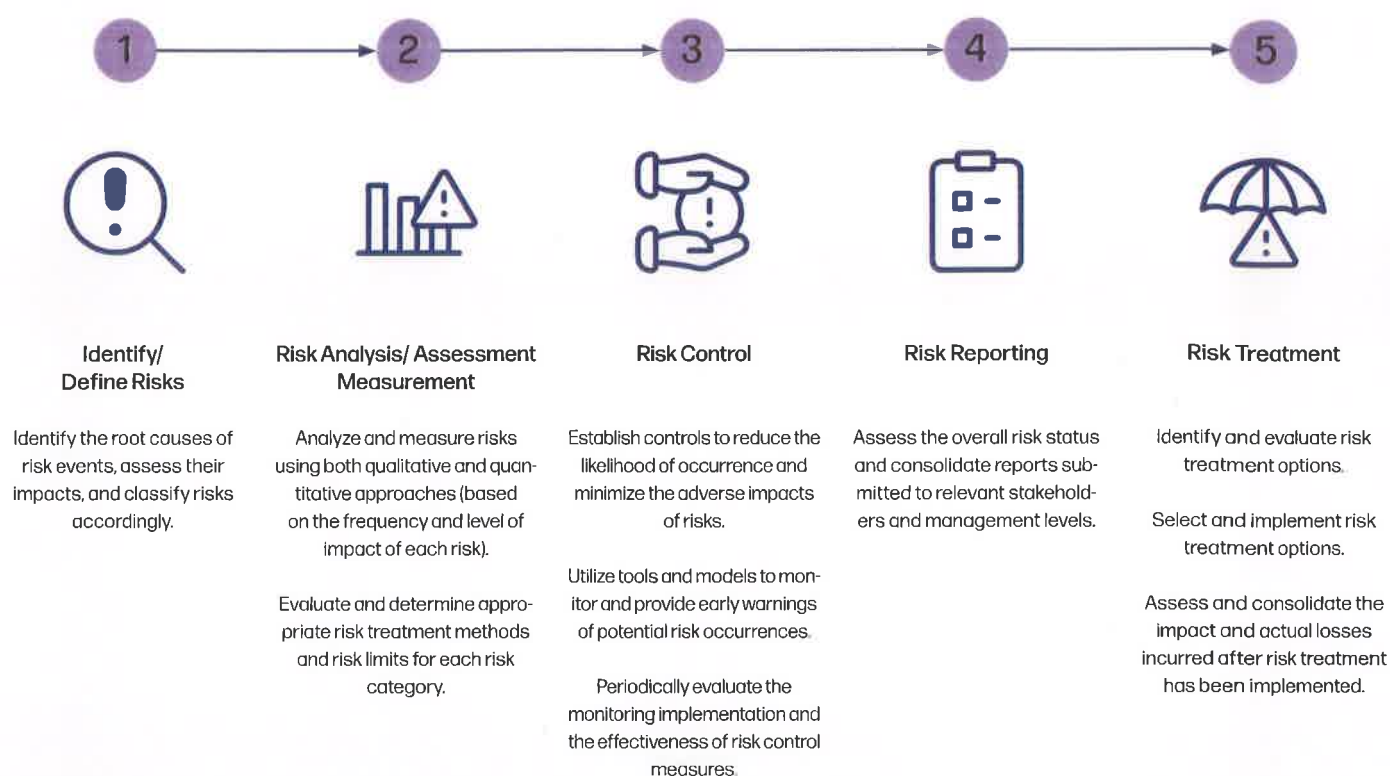 1
2
3
4
5
Identify/
Define Risks
Identify the root causes of
risk events, assess their
impacts, and classify risks
accordingly.
Risk Analysis/ Assessment
Measurement
Analyze and measure risks
using both qualitative and quan-
titative approaches (based
on the frequency and level of
impact of each risk).
Evaluate and determine appro-
priate risk treatment methods
and risk limits for each risk
category.
Risk Control
Establish controls to reduce the
likelihood of occurrence and
minimize the adverse impacts
of risks.
Utilize tools and models to mon-
itor and provide early warnings
of potential risk occurrences.
Periodically evaluate the
monitoring implementation and
the effectiveness of risk control
measures.
Risk Reporting
Assess the overall risk status
and consolidate reports sub-
mitted to relevant stakehold-
ers and management levels.
Risk Treatment
Identify and evaluate risk
treatment options.
Select and implement risk
treatment options.
Assess and consolidate the
impact and actual losses
incurred after risk treatment
has been implemented.